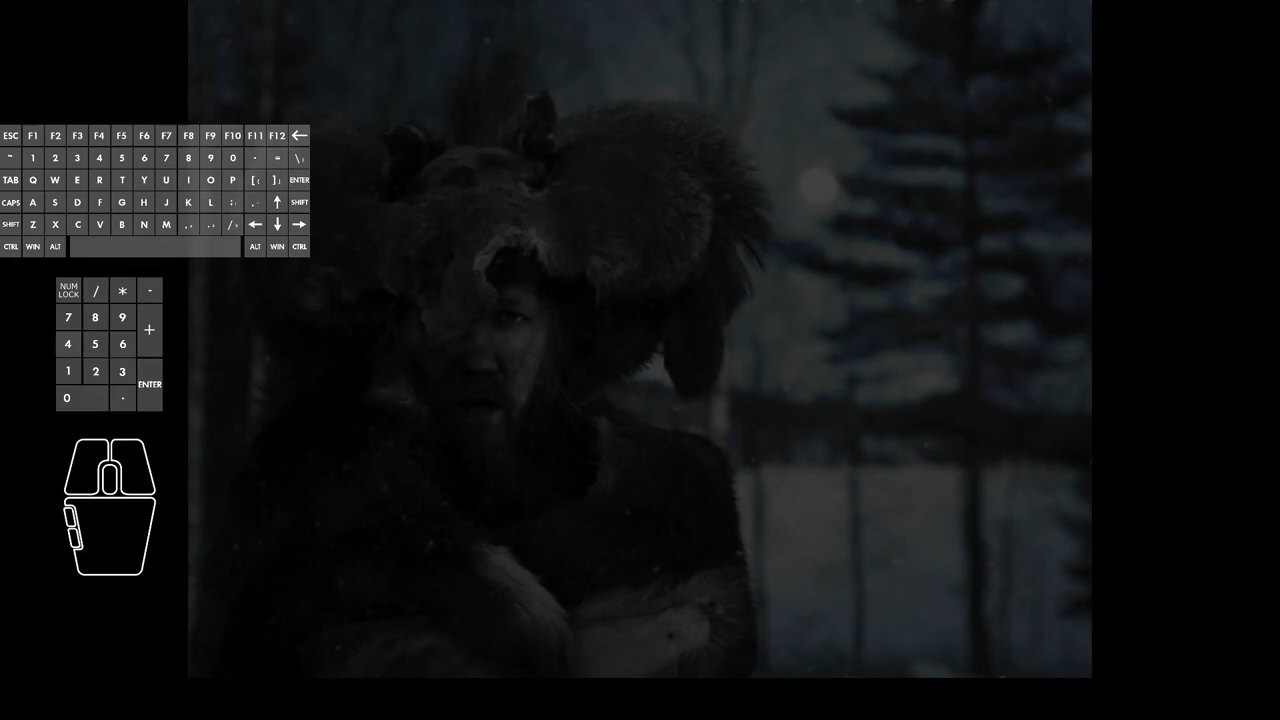 ESC F1 F2 F3 F4 F5 F6 F7 F8 F9 F10 F11 F12 ←
~ 1 2 3 4 5 6 7 8 9 0 - = \
TAB Q W E R T Y U I O P [{ ]} ENTER
CAPS A S D F G H J K L ; ↑ SHIFT
SHIFT Z X C V B N M / ← ↓ →
CTRL WIN ALT ALT WIN CTRL
NUM
LOCK / * -
7 8 9 +
4 5 6
1 2 3 ENTER
0 .